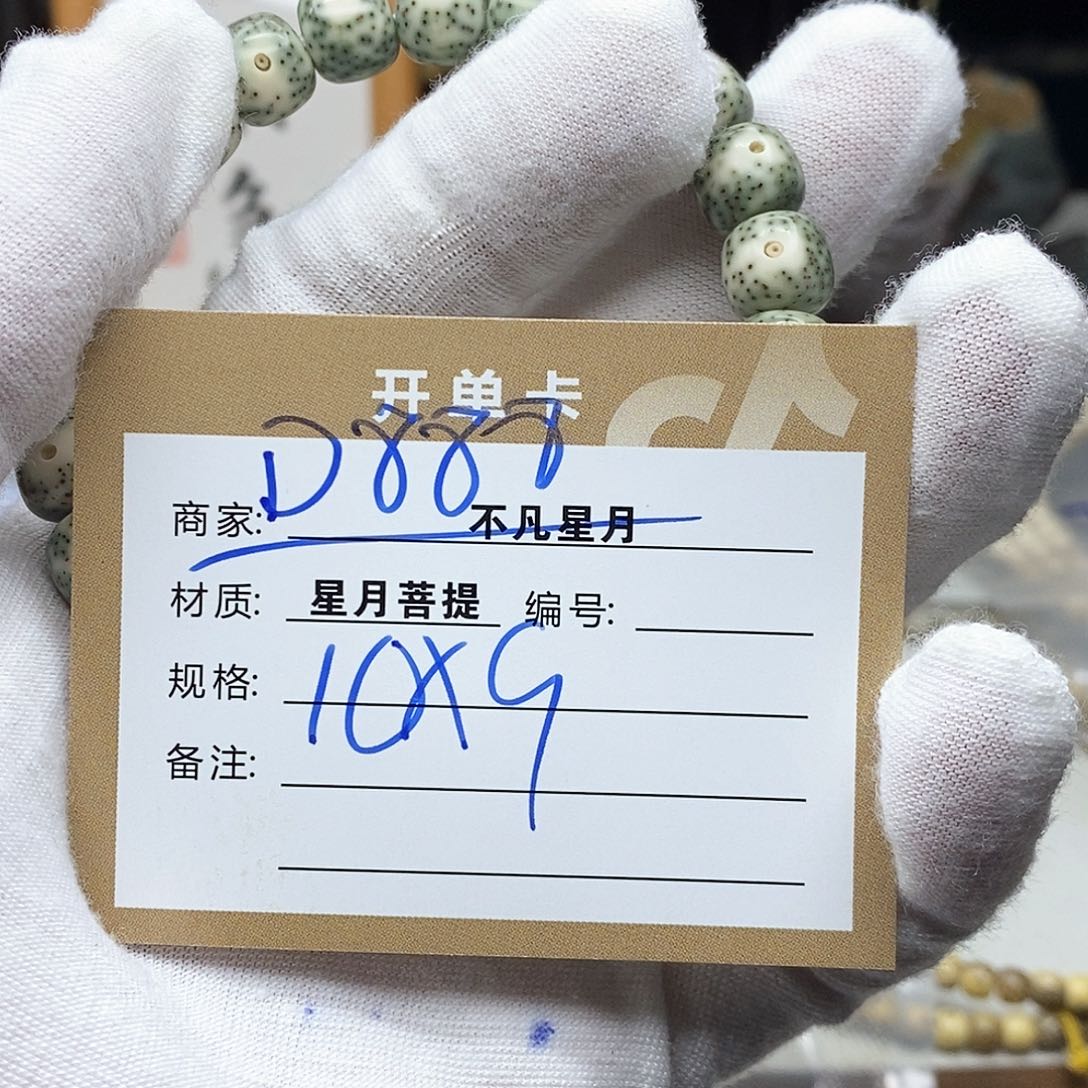 开单卡
D888
商家: 不凡星月
材质: 星月菩提 编号:
规格: 10X9
备注: